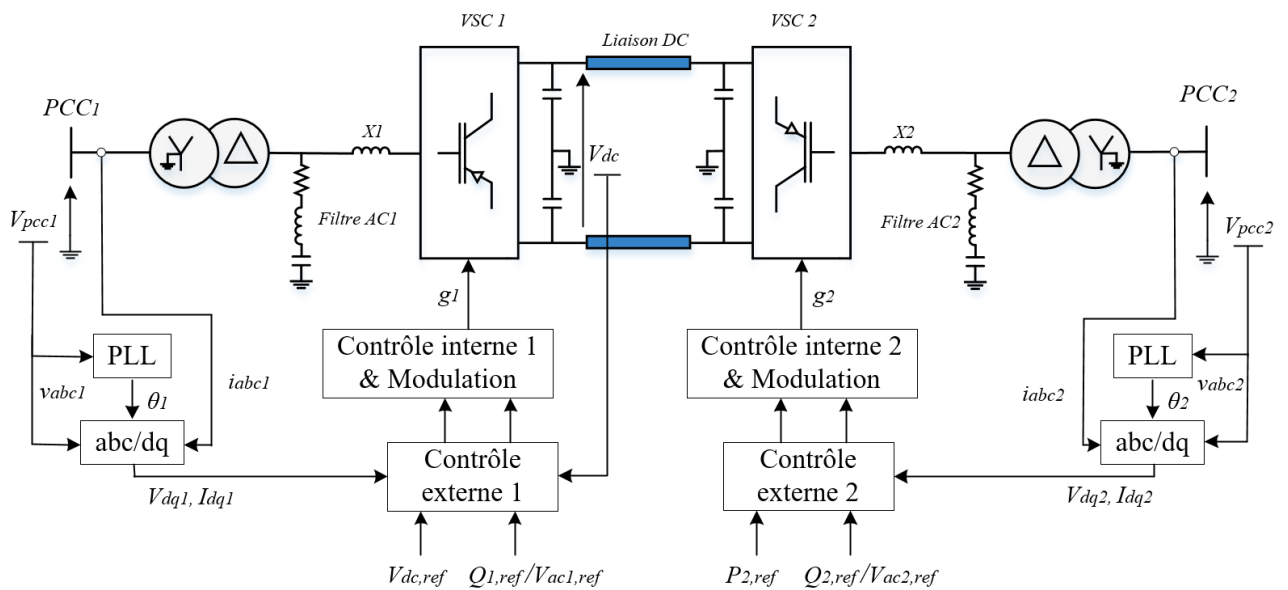 VSC 1
VSC 2
Liaison DC
PCC1
PCC2
X1
X2
Vdc
Filtre AC1
Filtre AC2
Vpcc1
Vpcc2
g1
g2
PLL
Contrôle interne 1
& Modulation
Contrôle interne 2
& Modulation
PLL
vabc1
θ1
iabc1
iabc2
θ2
vabc2
abc/dq
Contrôle
externe 1
Contrôle
externe 2
abc/dq
Vdq1, Idq1
Vdq2, Idq2
Vdc,ref
Q1,ref/Vac1,ref
P2,ref
Q2,ref/Vac2,ref